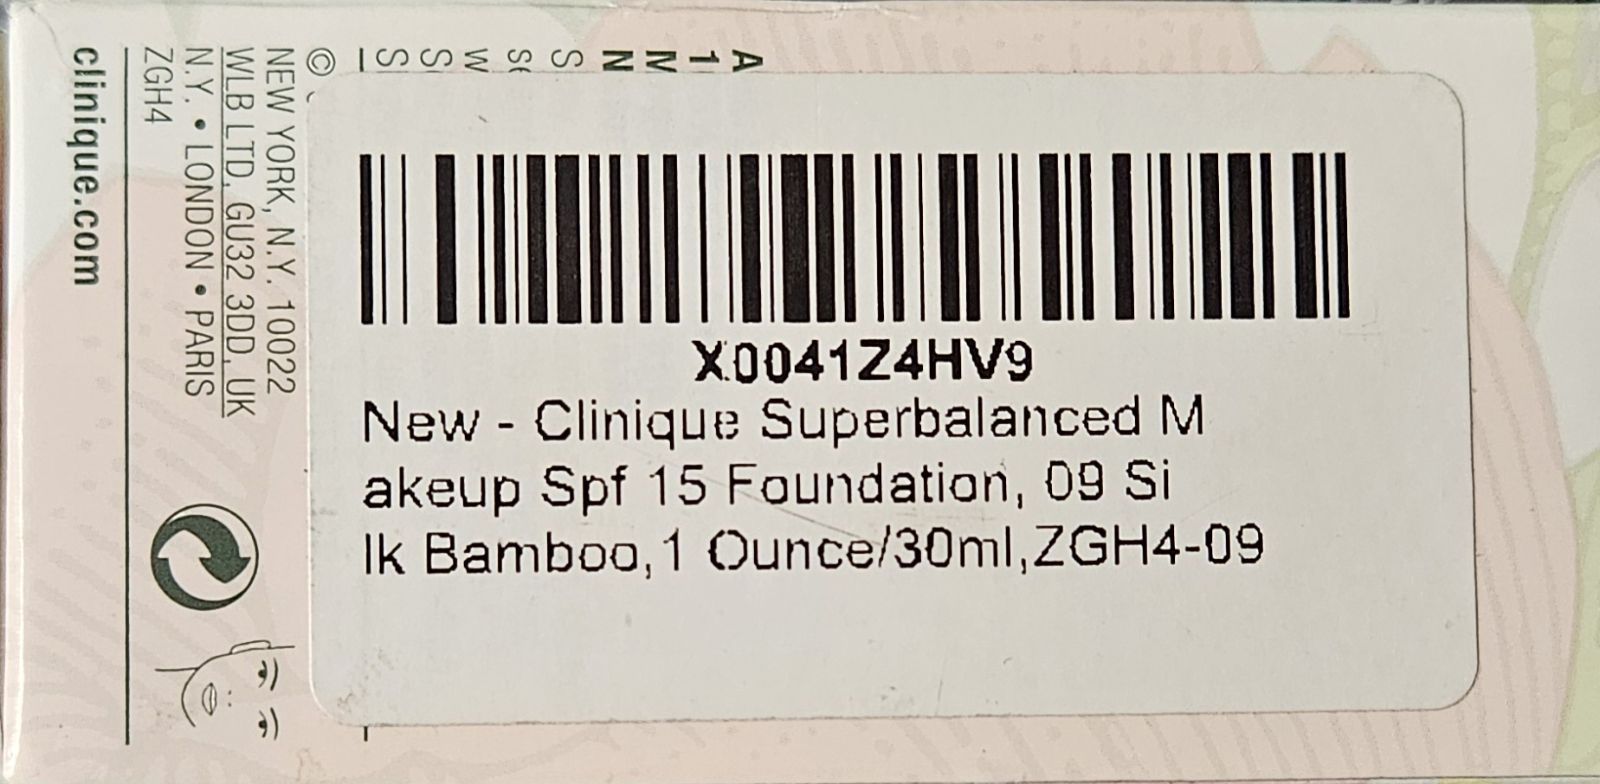 X0041Z4HV9
New - Clinique Superbalanced M
akeup Spf 15 Foundation, 09 Si
lk Bamboo,1 Ounce/30ml,ZGH4-09
©
NEW YORK, N.Y. 10022
WLB LTD, GU32 3DD, UK
N.Y. • LONDON • PARIS
ZGH4
clinique.com